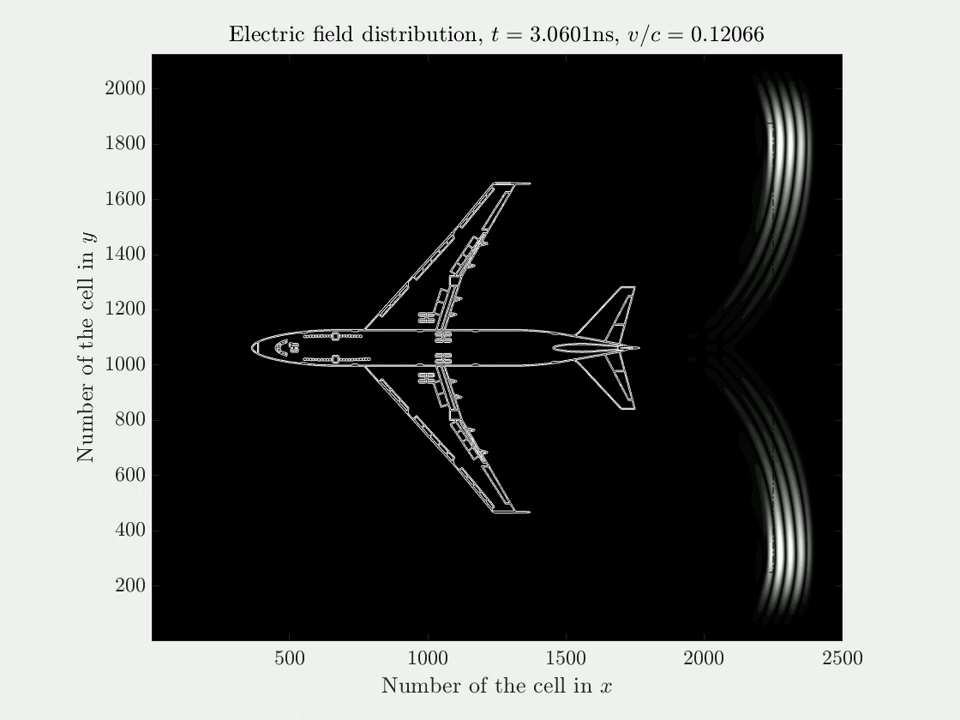 Electric field distribution, t = 3.0601ns, v/c = 0.12066
2000
1800
1600
1400
1200
1000
800
600
400
200
Number of the cell in y
500 1000 1500 2000 2500
Number of the cell in x